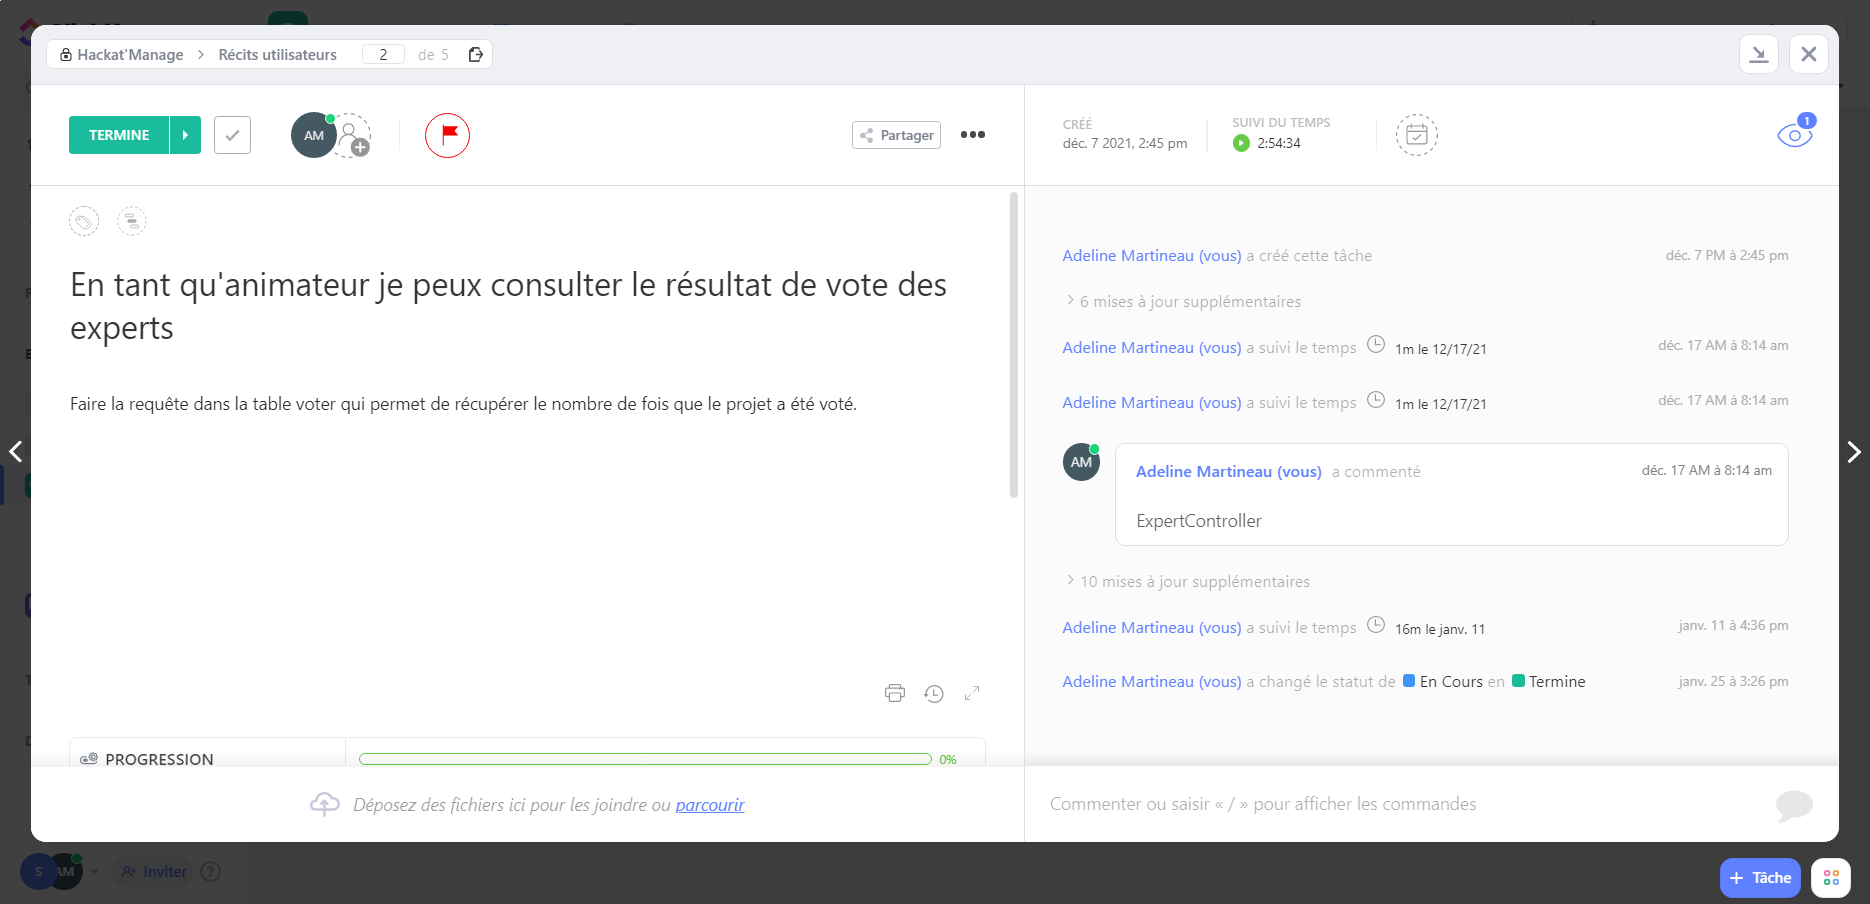 Hackat'Manage > Récits utilisateurs 2 de 5
TERMINE
AM
Partager
CRÉÉ
déc. 7 2021, 2:45 pm
SUIVI DU TEMPS
2:54:34
1
En tant qu'animateur je peux consulter le résultat de vote des
experts
Faire la requête dans la table voter qui permet de récupérer le nombre de fois que le projet a été voté.
PROGRESSION
0%
Déposez des fichiers ici pour les joindre ou parcourir
Adeline Martineau (vous) a créé cette tâche déc. 7 PM à 2:45 pm
> 6 mises à jour supplémentaires
Adeline Martineau (vous) a suivi le temps 1m le 12/17/21 déc. 17 AM à 8:14 am
Adeline Martineau (vous) a suivi le temps 1m le 12/17/21 déc. 17 AM à 8:14 am
AM
Adeline Martineau (vous) a commenté déc. 17 AM à 8:14 am
ExpertController
> 10 mises à jour supplémentaires
Adeline Martineau (vous) a suivi le temps 16m le janv. 11 janv. 11 à 4:36 pm
Adeline Martineau (vous) a changé le statut de En Cours en Termine janv. 25 à 3:26 pm
Commenter ou saisir « / » pour afficher les commandes
S
AM
Inviter
?
+ Tâche